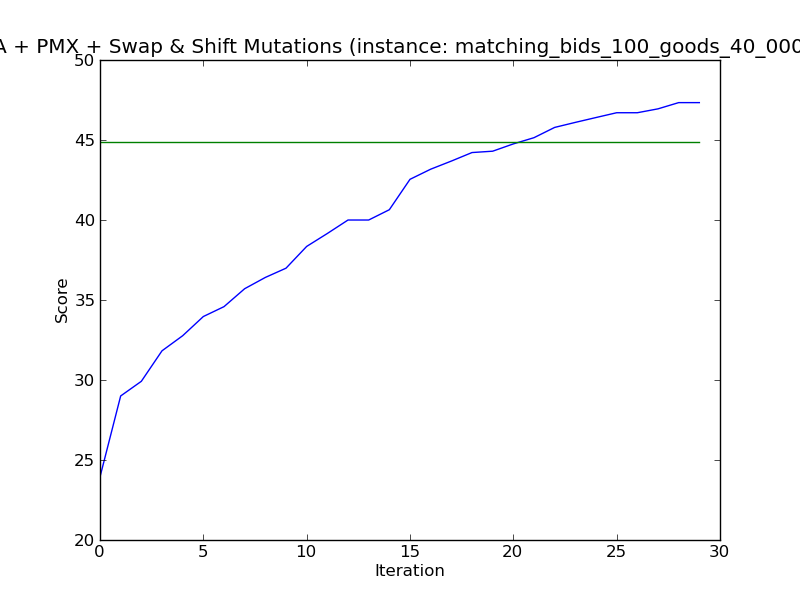 A + PMX + Swap & Shift Mutations (instance: matching_bids_100_goods_40_000
50
45
40
35
30
25
20
Score
0 5 10 15 20 25 30
Iteration